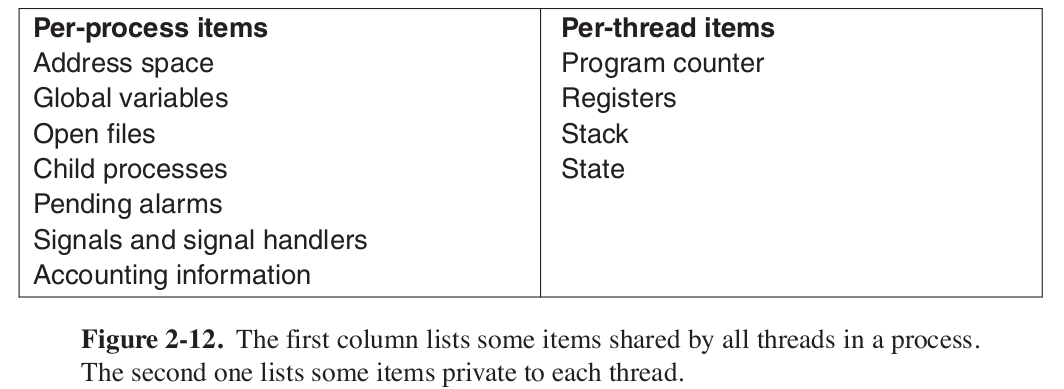 Per-process items
Address space
Global variables
Open files
Child processes
Pending alarms
Signals and signal handlers
Accounting information
Per-thread items
Program counter
Registers
Stack
State
Figure 2-12. The first column lists some items shared by all threads in a process.
The second one lists some items private to each thread.